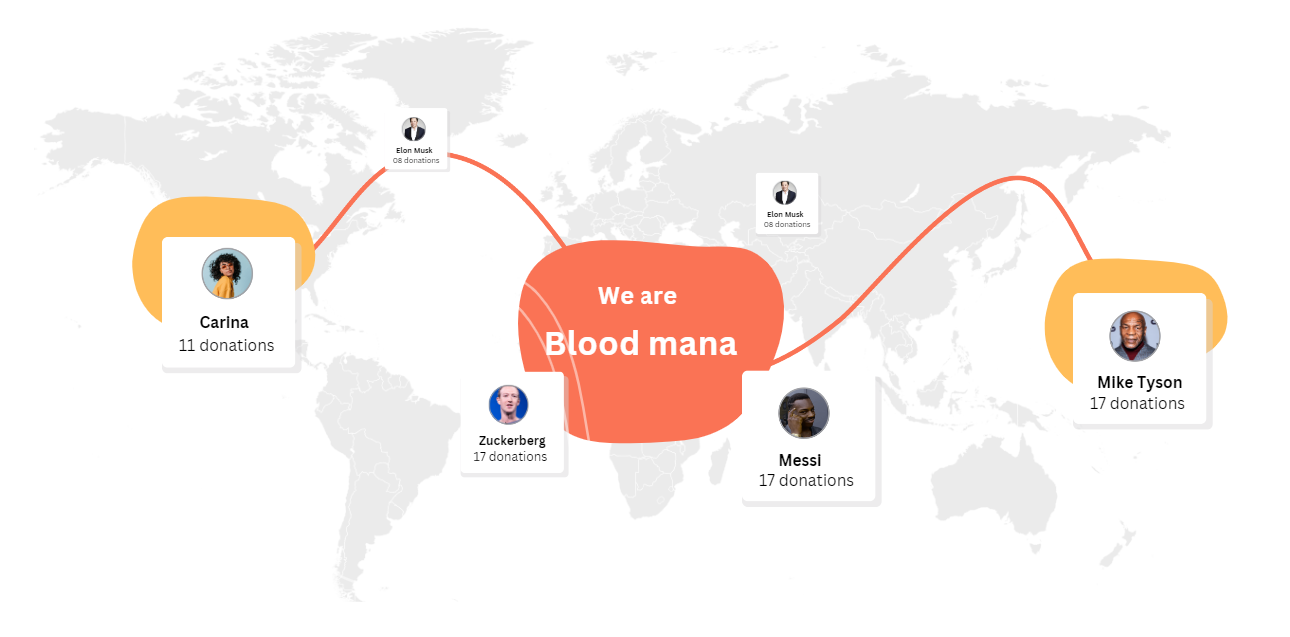 Elon Musk
08 donations
Elon Musk
08 donations
We are
Blood mana
Carina
11 donations
Zuckerberg
17 donations
Messi
17 donations
Mike Tyson
17 donations